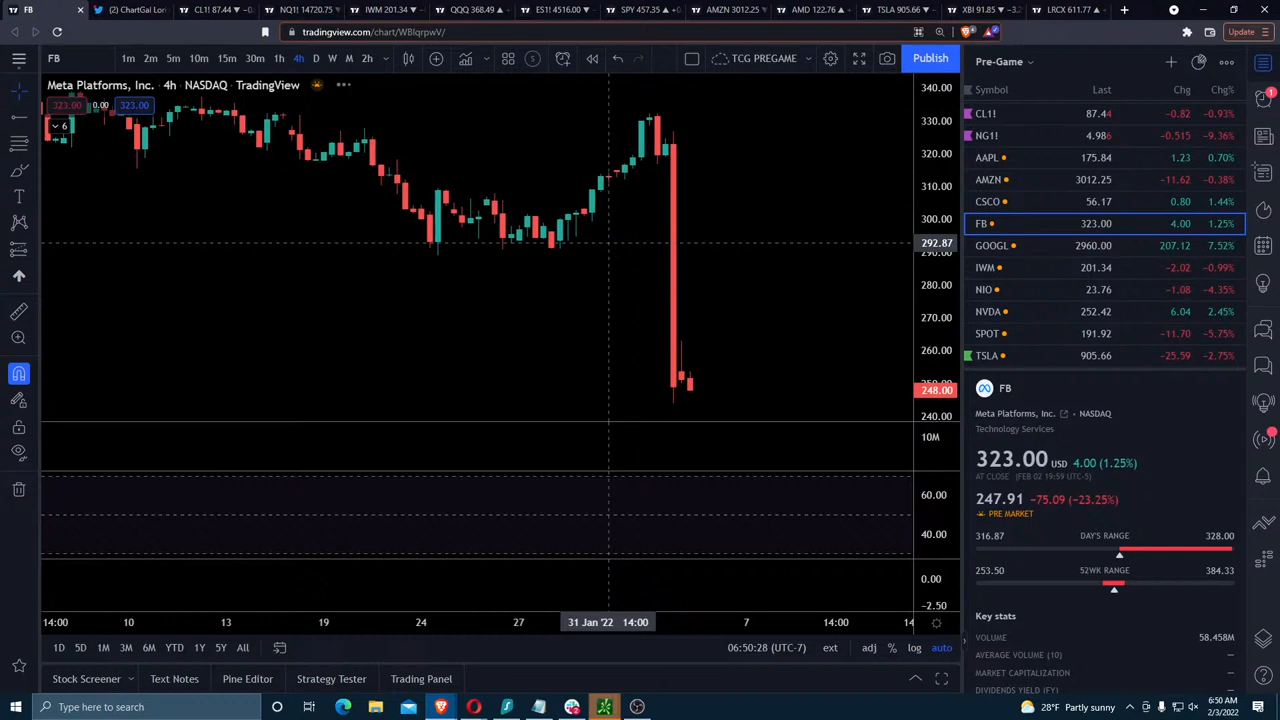 FB
ChartGal Lor
CL1! 87.44
NQ1! 14720.75
IWM 201.34
QQQ 368.49
ES1! 4516.00
SPY 457.35
AMZN 3012.25
AMD 122.76
TSLA 905.66
XBI 91.85
LRCX 611.77
tradingview.com/chart/WBIqrpwV/
Update
FB 1m 2m 5m 10m 15m 30m 1h 4h D W M 2h TCG PREGAME Publish
Meta Platforms, Inc. · 4h · NASDAQ TradingView
323.00 0.00 323.00
6
340.00
330.00
320.00
310.00
300.00
292.87
290.00
280.00
270.00
260.00
248.00
240.00
10M
60.00
40.00
0.00
-2.50
14:00 10 13 19 24 27 31 Jan '22 14:00 7 14:00
1D 5D 1M 3M 6M YTD 1Y 5Y All
06:50:28 (UTC-7) ext adj % log auto
Stock Screener Text Notes Pine Editor Strategy Tester Trading Panel
Pre-Game
Symbol Last Chg Chg%
CL1! 87.44 -0.82 -0.93%
NG1! 4.986 -0.515 -9.36%
AAPL 175.84 1.23 0.70%
AMZN 3012.25 -11.62 -0.38%
CSCO 56.17 0.80 1.44%
FB 323.00 4.00 1.25%
GOOGL 2960.00 207.12 7.52%
IWM 201.34 -2.02 -0.99%
NIO 23.76 -1.08 -4.35%
NVDA 252.42 6.04 2.45%
SPOT 191.92 -11.70 -5.75%
TSLA 905.66 -25.59 -2.75%
FB
Meta Platforms, Inc. · NASDAQ
Technology Services
323.00 USD 4.00 (1.25%)
AT CLOSE (FEB 02 19:59 UTC-5)
247.91 -75.09 (-23.25%)
PRE MARKET
316.87 DAY'S RANGE 328.00
253.50 52WK RANGE 384.33
Key stats
VOLUME 58.458M
AVERAGE VOLUME (10) —
MARKET CAPITALIZATION —
DIVIDENDS YIELD (FY) —
Type here to search
28°F Partly sunny
6:50 AM
2/3/2022